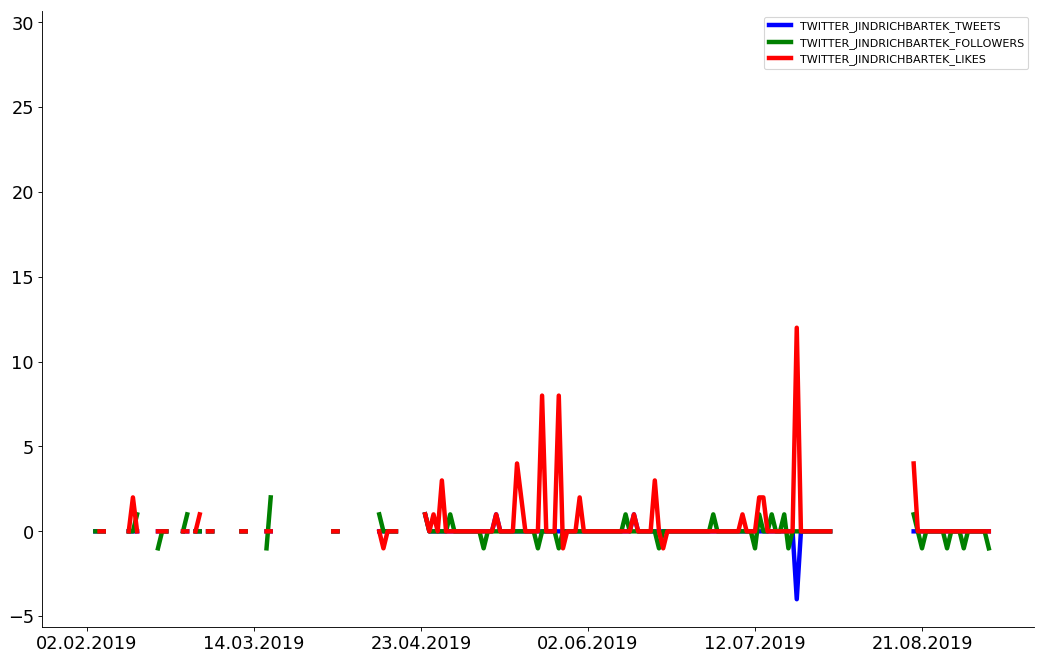 30
25
20
15
10
5
0
−5
02.02.2019 14.03.2019 23.04.2019 02.06.2019 12.07.2019 21.08.2019
TWITTER_JINDRICHBARTEK_TWEETS
TWITTER_JINDRICHBARTEK_FOLLOWERS
TWITTER_JINDRICHBARTEK_LIKES